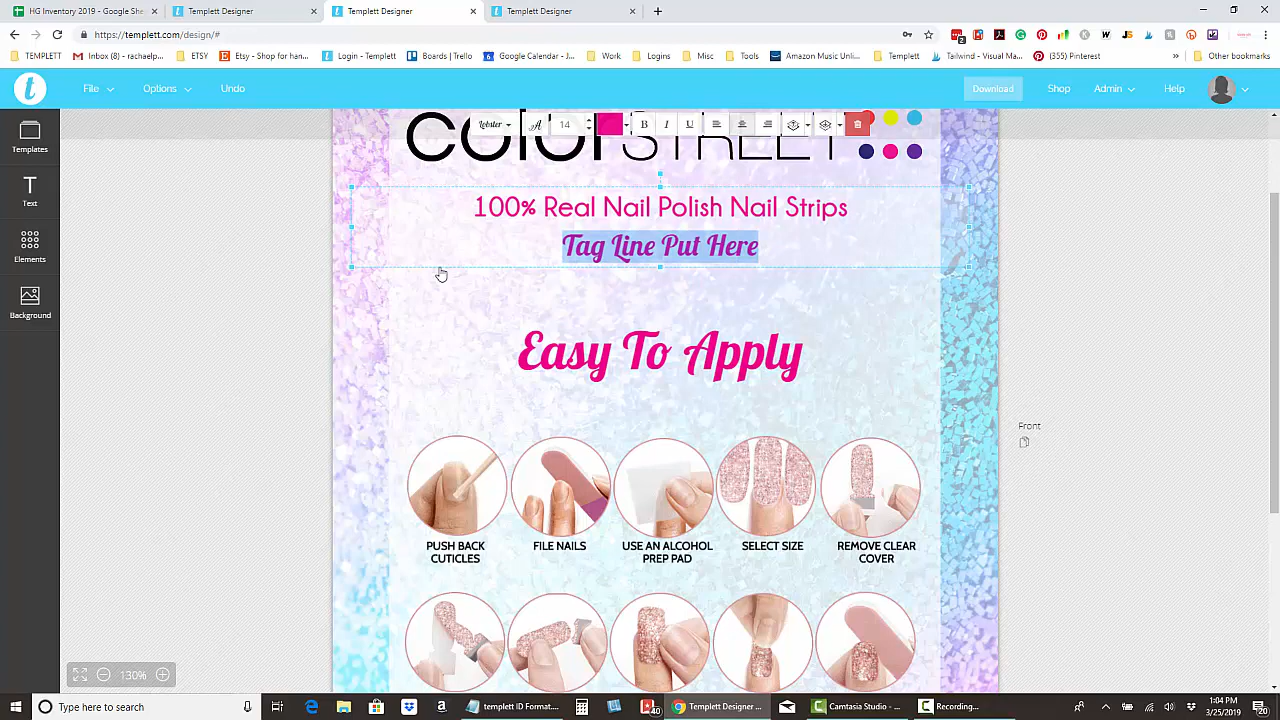 HG Inventory 2019 - Google She
Templett Designer
Templett Designer
Templett Designer
https://templett.com/design/#
TEMPLETT
Inbox (8) - rachaelp...
ETSY
Etsy - Shop for han...
Login - Templett
Boards | Trello
Google Calendar - J...
Work
Logins
Shops
Tools
Amazon Music Unli...
Tailwind - Visual Ma...
(355) Pinterest
Other bookmarks
File
Options
Undo
Download
Shop
Admin
Help
Lobster
14
B
I
U
Templates
Text
Elements
Background
color STREET
100% Real Nail Polish Nail Strips
Tag Line Put Here
Easy To Apply
Front
PUSH BACK
CUTICLES
FILE NAILS
USE AN ALCOHOL
PREP PAD
SELECT SIZE
REMOVE CLEAR
COVER
130%
Type here to search
templett ID Format...
40
Templett Designer ...
Camtasia Studio - ...
Recording...
1:04 PM
3/25/2019